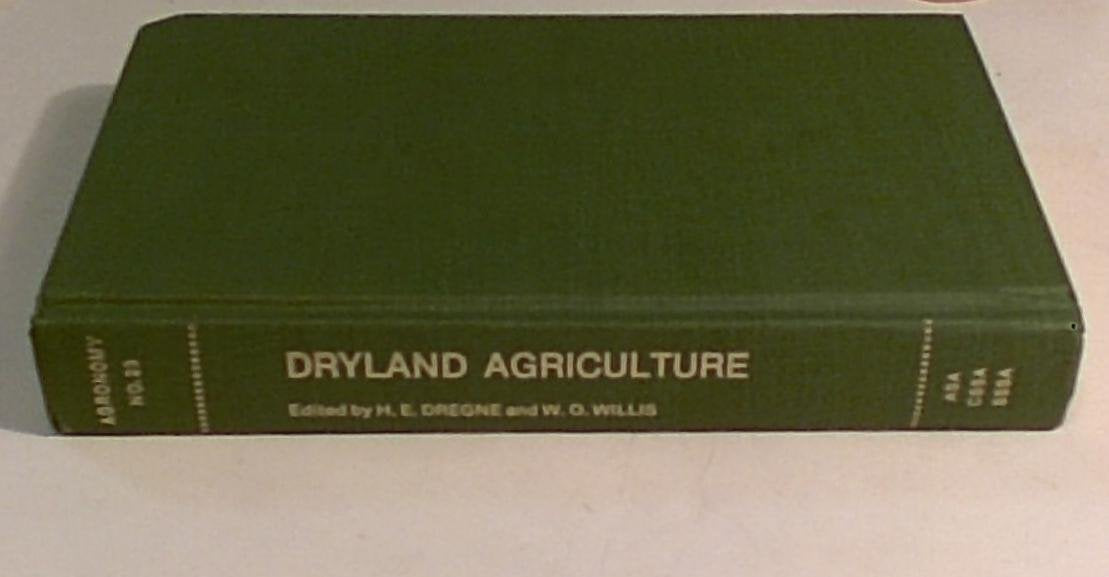 AGRONOMY
NO. 23
DRYLAND AGRICULTURE
Edited by H. E. DREGNE and W. O. WILLIS
ASA
CSSA
SSSA